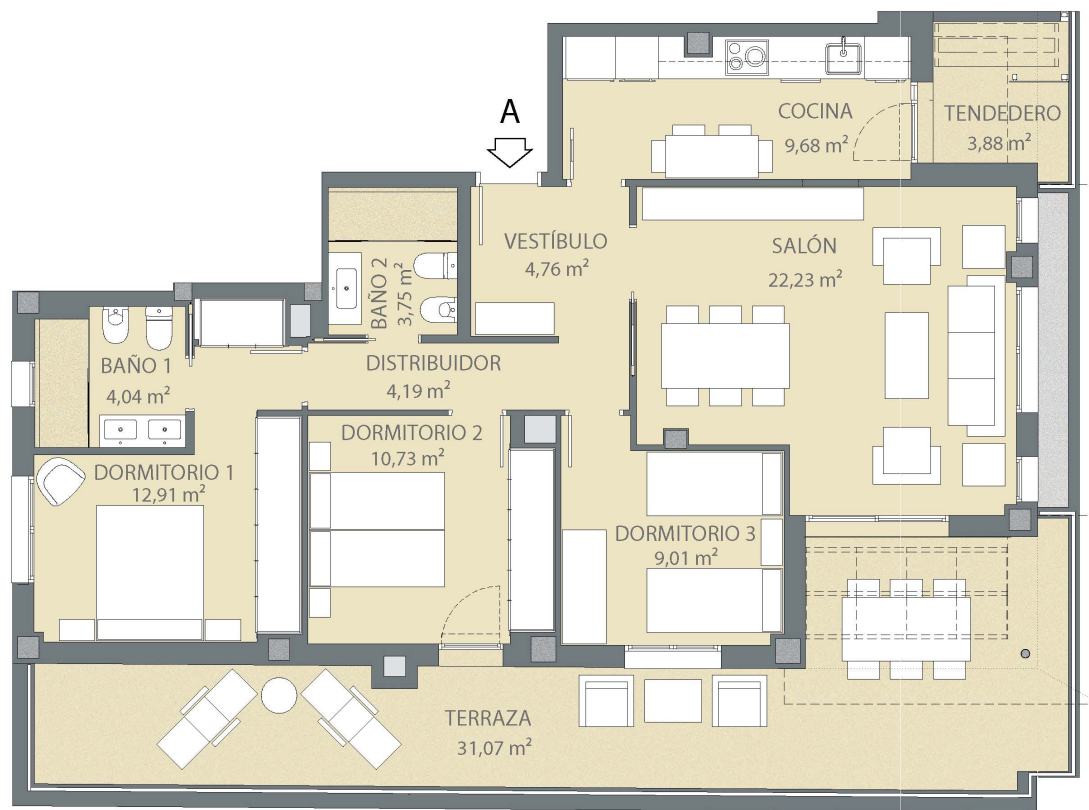 A
COCINA
9,68 m²
TENDEDERO
3,88 m²
VESTÍBULO
4,76 m²
SALÓN
22,23 m²
BAÑO 2
3,75 m²
BAÑO 1
4,04 m²
DISTRIBUIDOR
4,19 m²
DORMITORIO 1
12,91 m²
DORMITORIO 2
10,73 m²
DORMITORIO 3
9,01 m²
TERRAZA
31,07 m²